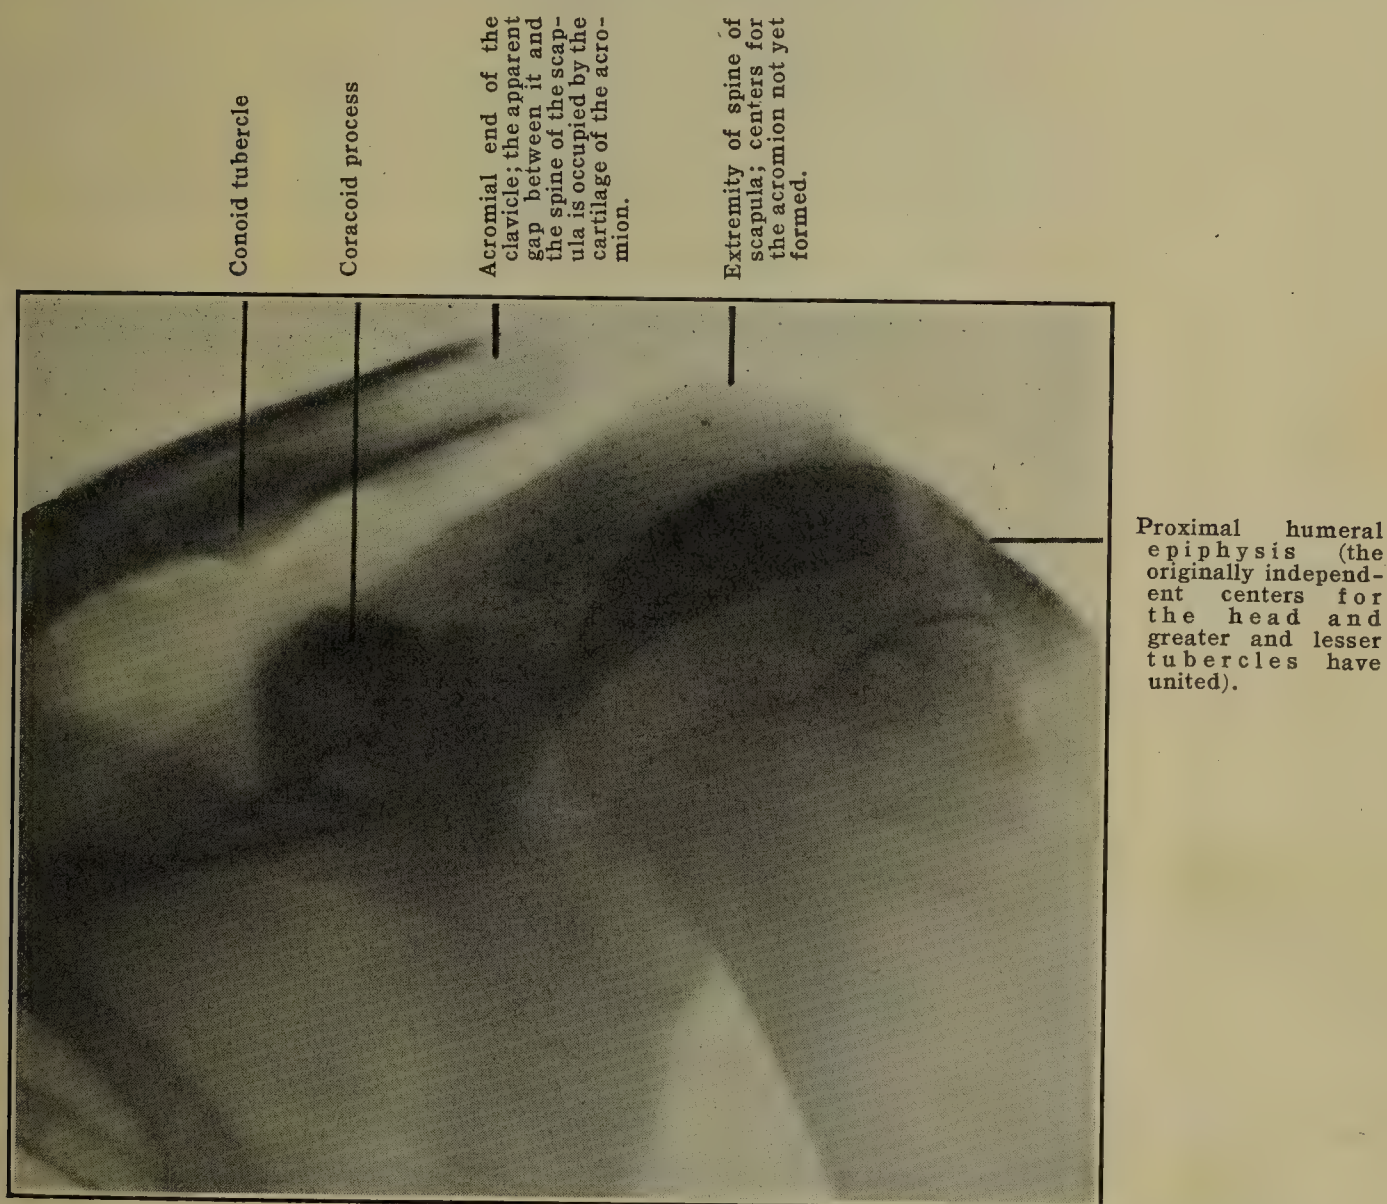 Conoid tubercle
Coracoid process
Acromial end of the
clavicle; the apparent
gap between it and
the spine of the scap-
ula is occupied by the
cartilage of the acro-
mion.
Extremity of spine of
scapula; centers for
the acromion not yet
formed.
Proximal humeral
epiphysis (the
originally independ-
ent centers for
the head and
greater and lesser
tubercles have
united).